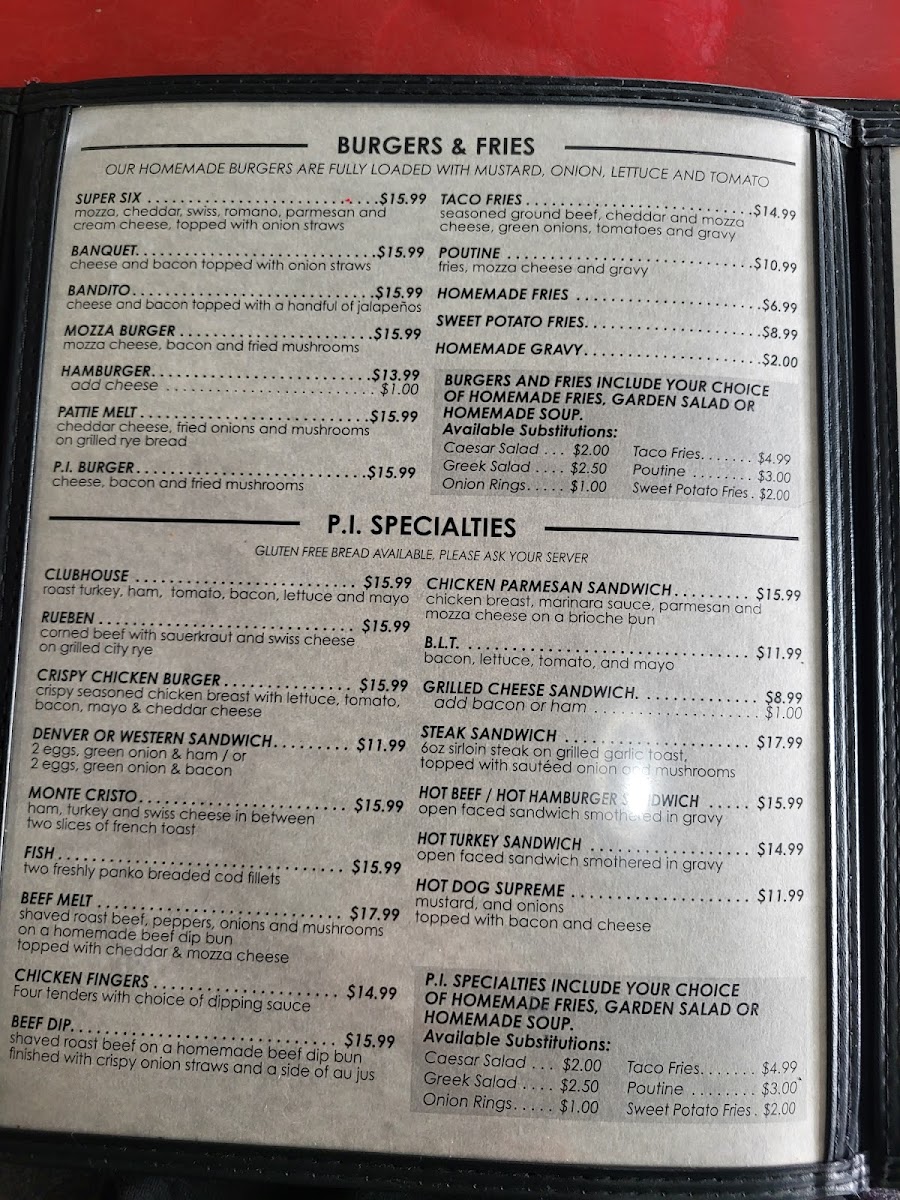 BURGERS & FRIES
OUR HOMEMADE BURGERS ARE FULLY LOADED WITH MUSTARD, ONION, LETTUCE AND TOMATO
SUPER SIX $15.99
mozza, cheddar, swiss, romano, parmesan and
cream cheese, topped with onion straws
BANQUET $15.99
cheese and bacon topped with onion straws
BANDITO $15.99
cheese and bacon topped with a handful of jalapeños
MOZZA BURGER $15.99
mozza cheese, bacon and fried mushrooms
HAMBURGER $13.99
add cheese $1.00
PATTIE MELT $15.99
cheddar cheese, fried onions and mushrooms
on grilled rye bread
P.I. BURGER $15.99
cheese, bacon and fried mushrooms
TACO FRIES $14.99
seasoned ground beef, cheddar and mozza
cheese, green onions, tomatoes and gravy
POUTINE $10.99
fries, mozza cheese and gravy
HOMEMADE FRIES $6.99
SWEET POTATO FRIES $8.99
HOMEMADE GRAVY $2.00
BURGERS AND FRIES INCLUDE YOUR CHOICE
OF HOMEMADE FRIES, GARDEN SALAD OR
HOMEMADE SOUP.
Available Substitutions:
Caesar Salad ... $2.00 Taco Fries....... $4.99
Greek Salad .... $2.50 Poutine ........ $3.00
Onion Rings..... $1.00 Sweet Potato Fries . $2.00
P.I. SPECIALTIES
GLUTEN FREE BREAD AVAILABLE, PLEASE ASK YOUR SERVER
CLUBHOUSE $15.99
roast turkey, ham, tomato, bacon, lettuce and mayo
RUEBEN $15.99
corned beef with sauerkraut and swiss cheese
on grilled city rye
CRISPY CHICKEN BURGER $15.99
crispy seasoned chicken breast with lettuce, tomato,
bacon, mayo & cheddar cheese
DENVER OR WESTERN SANDWICH $11.99
2 eggs, green onion & ham / or
2 eggs, green onion & bacon
MONTE CRISTO $15.99
ham, turkey and swiss cheese in between
two slices of french toast
FISH $15.99
two freshly panko breaded cod fillets
BEEF MELT $17.99
shaved roast beef, peppers, onions and mushrooms
on a homemade beef dip bun
topped with cheddar & mozza cheese
CHICKEN FINGERS $14.99
Four tenders with choice of dipping sauce
BEEF DIP $15.99
shaved roast beef on a homemade beef dip bun
finished with crispy onion straws and a side of au jus
CHICKEN PARMESAN SANDWICH $15.99
chicken breast, marinara sauce, parmesan and
mozza cheese on a brioche bun
B.L.T. $11.99
bacon, lettuce, tomato, and mayo
GRILLED CHEESE SANDWICH $8.99
add bacon or ham $1.00
STEAK SANDWICH $17.99
6oz sirloin steak on grilled garlic toast,
topped with sautéed onion and mushrooms
HOT BEEF / HOT HAMBURGER SANDWICH $15.99
open faced sandwich smothered in gravy
HOT TURKEY SANDWICH $14.99
open faced sandwich smothered in gravy
HOT DOG SUPREME $11.99
mustard, and onions
topped with bacon and cheese
P.I. SPECIALTIES INCLUDE YOUR CHOICE
OF HOMEMADE FRIES, GARDEN SALAD OR
HOMEMADE SOUP.
Available Substitutions:
Caesar Salad .... $2.00 Taco Fries....... $4.99
Greek Salad ..... $2.50 Poutine ........ $3.00
Onion Rings..... $1.00 Sweet Potato Fries . $2.00